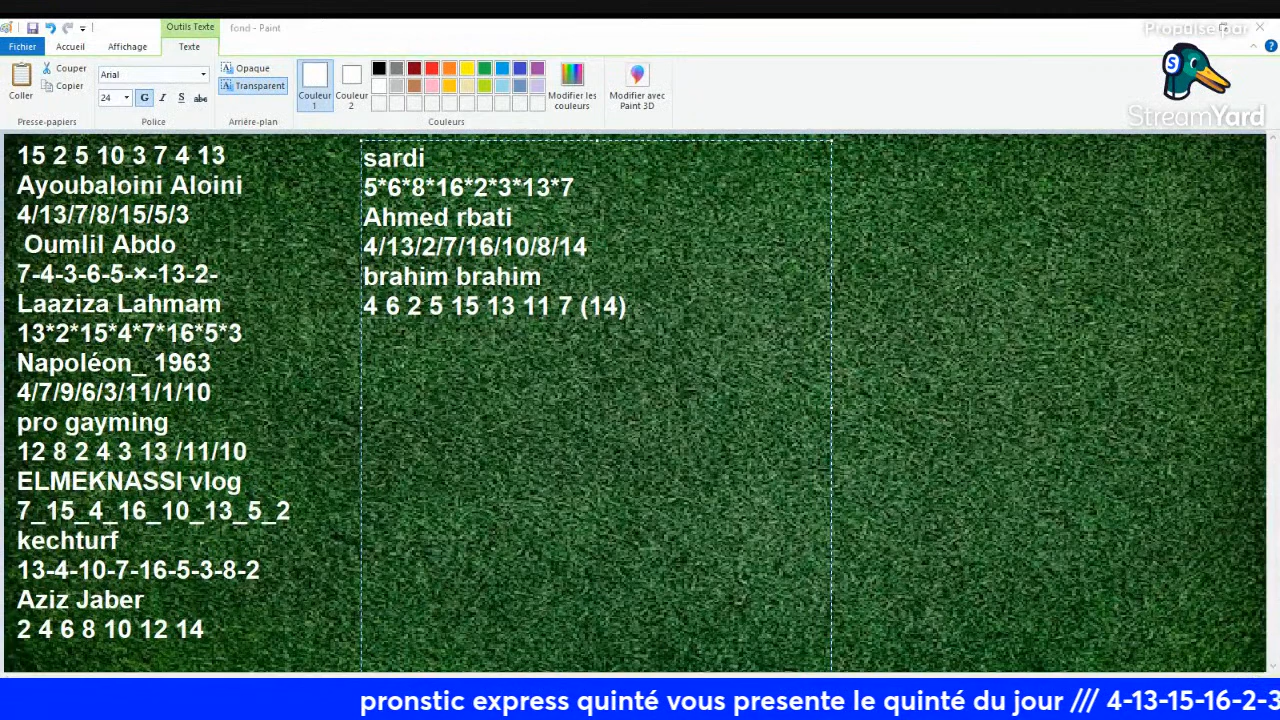 Outils Texte
fond - Paint
Proposé par
Fichier
Accueil
Affichage
Texte
Coller
Couper
Copier
Presse-papiers
Arial
24
G I S abc
Police
Opaque
Transparent
Arrière-plan
Couleur 1
Couleur 2
Modifier les couleurs
Couleurs
Modifier avec Paint 3D
StreamYard
15 2 5 10 3 7 4 13
Ayoubaloini Aloini
4/13/7/8/15/5/3
Oumlil Abdo
7-4-3-6-5-×-13-2-
Laaziza Lahmam
13*2*15*4*7*16*5*3
Napoléon_ 1963
4/7/9/6/3/11/1/10
pro gayming
12 8 2 4 3 13 /11/10
ELMEKNASSI vlog
7_15_4_16_10_13_5_2
kechturf
13-4-10-7-16-5-3-8-2
Aziz Jaber
2 4 6 8 10 12 14
sardi
5*6*8*16*2*3*13*7
Ahmed rbati
4/13/2/7/16/10/8/14
brahim brahim
4 6 2 5 15 13 11 7 (14)
pronstic express quinté vous presente le quinté du jour /// 4-13-15-16-2-3